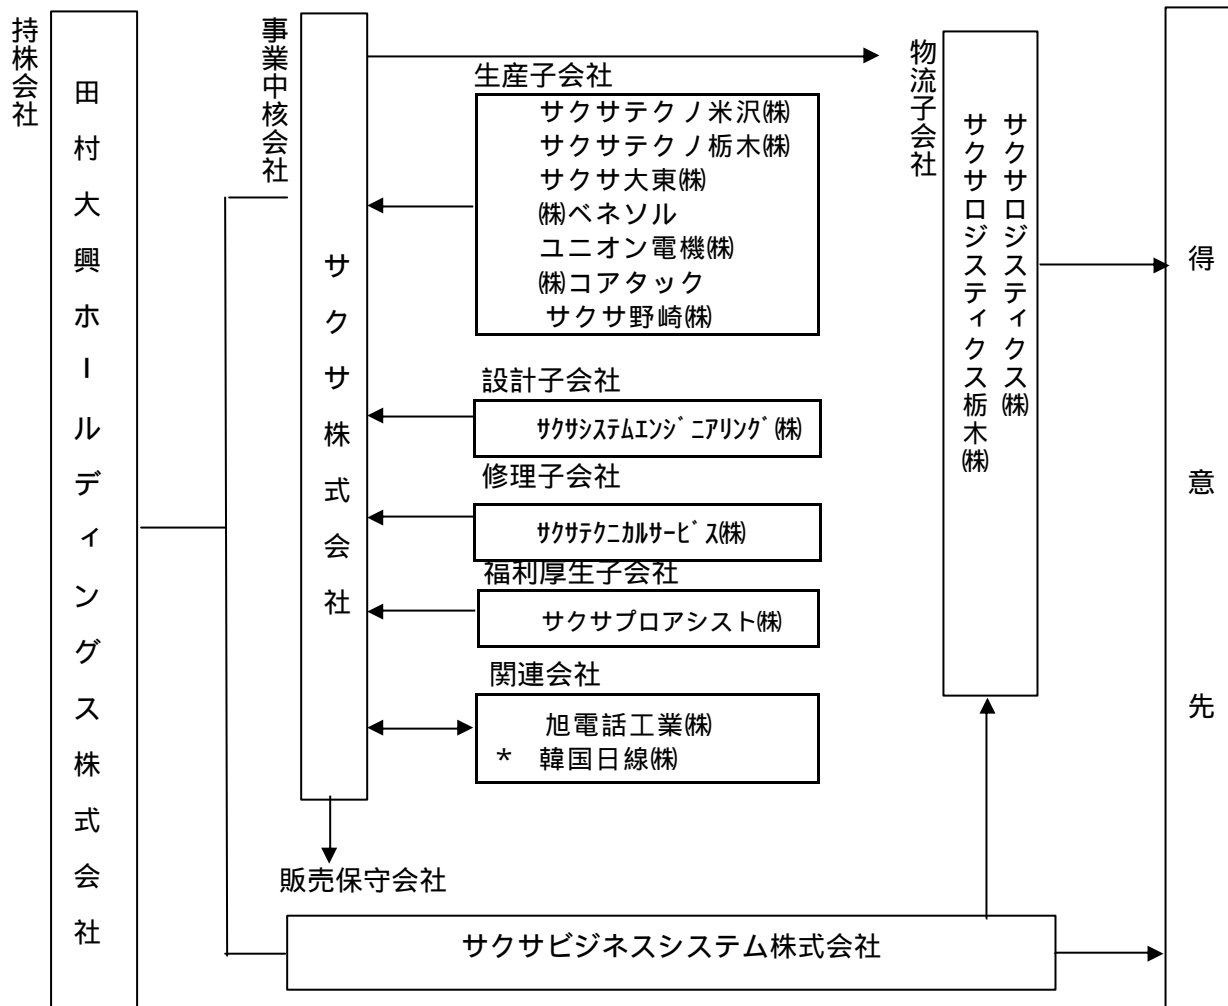 持株会社
田村大興ホールディングス株式会社
事業中核会社
サクサ株式会社
生産子会社
サクサテクノ米沢㈱
サクサテクノ栃木㈱
サクサ大東㈱
㈱ベネソル
ユニオン電機㈱
㈱コアタック
サクサ野崎㈱
設計子会社
ｻｸｻｼｽﾃﾑｴﾝｼﾞﾆｱﾘﾝｸﾞ㈱
修理子会社
ｻｸｻﾃｸﾆｶﾙｻｰﾋﾞｽ㈱
福利厚生子会社
サクサプロアシスト㈱
関連会社
旭電話工業㈱
* 韓国日線㈱
販売保守会社
サクサビジネスシステム株式会社
物流子会社
サクサロジスティクス㈱
サクサロジスティクス栃木㈱
得意先